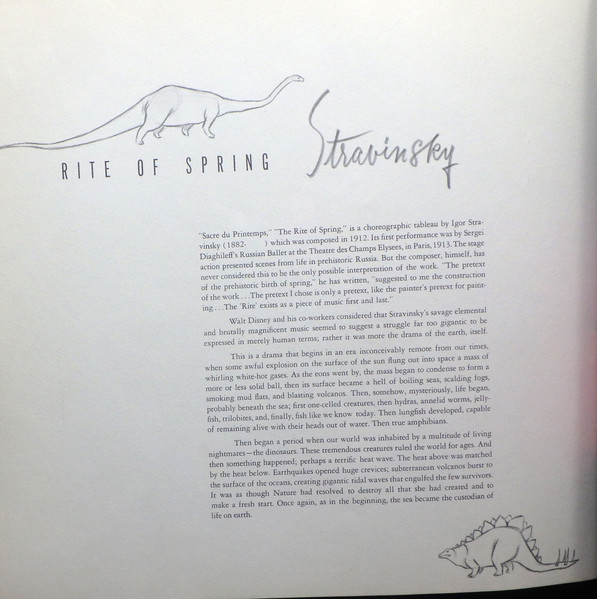 RITE OF SPRING
Stravinsky
"Sacre du Printemps," "The Rite of Spring," is a choreographic tableau by Igor Stra-
vinsky (1882-      ) which was composed in 1912. Its first performance was by Sergei
Diaghileff's Russian Ballet at the Theatre des Champs Elysees, in Paris, 1913. The stage
action presented scenes from life in prehistoric Russia. But the composer, himself, has
never considered this to be the only possible interpretation of the work. "The pretext
of the prehistoric birth of spring," he has written, "suggested to me the construction
of the work...The pretext I chose is only a pretext, like the painter's pretext for paint-
ing...The 'Rite' exists as a piece of music first and last."
Walt Disney and his co-workers considered that Stravinsky's savage elemental
and brutally magnificent music seemed to suggest a struggle far too gigantic to be
expressed in merely human terms; rather it was more the drama of the earth, itself.
This is a drama that begins in an era inconceivably remote from our times,
when some awful explosion on the surface of the sun flung out into space a mass of
whirling white-hot gases. As the eons went by, the mass began to condense to form a
more or less solid ball, then its surface became a hell of boiling seas, scalding fogs,
smoking mud flats, and blasting volcanos. Then, somehow, mysteriously, life began,
probably beneath the sea; first one-celled creatures, then hydras, annelid worms, jelly-
fish, trilobites, and, finally, fish like we know today. Then lungfish developed, capable
of remaining alive with their heads out of water. Then true amphibians.
Then began a period when our world was inhabited by a multitude of living
nightmares—the dinosaurs. These tremendous creatures ruled the world for ages. And
then something happened; perhaps a terrific heat wave. The heat above was matched
by the heat below. Earthquakes opened huge crevices; subterranean volcanos burst to
the surface of the oceans, creating gigantic tidal waves that engulfed the few survivors.
It was as though Nature had resolved to destroy all that she had created and to
make a fresh start. Once again, as in the beginning, the sea became the custodian of
life on earth.